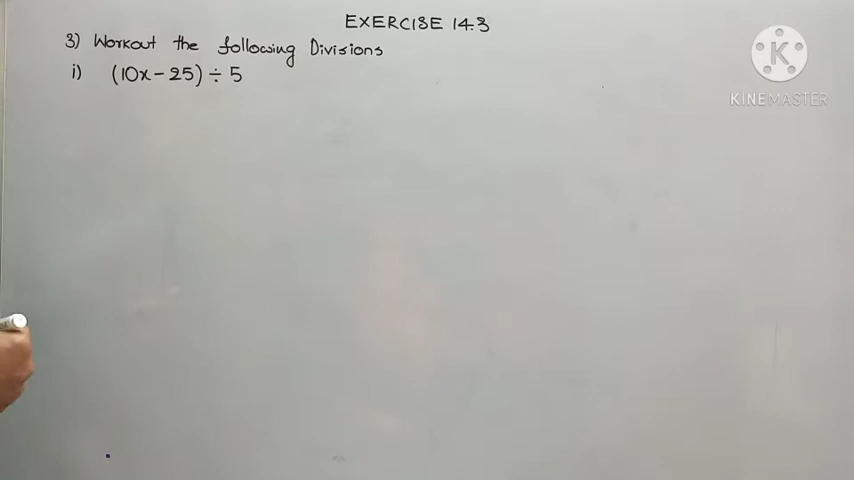 EXERCISE 14.3
3) Workout the following Divisions
i) (10x - 25) ÷ 5
K
KINEMASTER